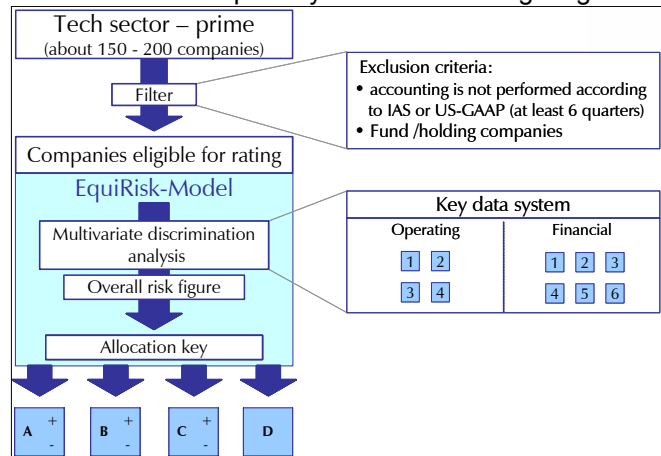 Tech sector – prime
(about 150 - 200 companies)
Filter
Exclusion criteria:
• accounting is not performed according
to IAS or US-GAAP (at least 6 quarters)
• Fund /holding companies
Companies eligible for rating
EquiRisk-Model
Multivariate discrimination
analysis
Overall risk figure
Allocation key
Key data system
Operating
1 2
3 4
Financial
1 2 3
4 5 6
A + -
B + -
C + -
D